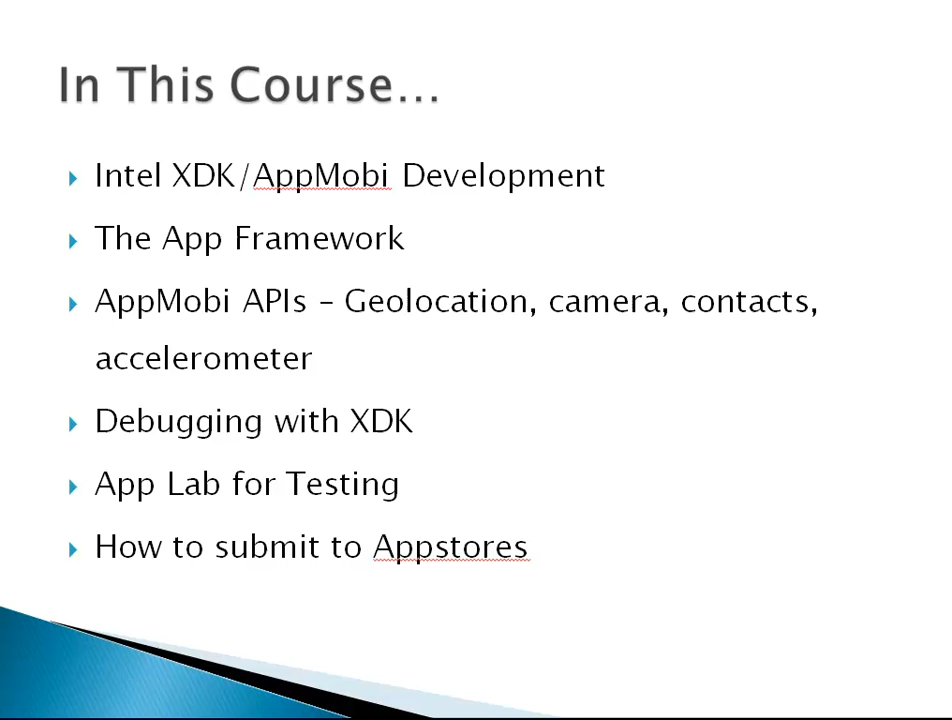 In This Course...
Intel XDK/AppMobi Development
The App Framework
AppMobi APIs – Geolocation, camera, contacts,
accelerometer
Debugging with XDK
App Lab for Testing
How to submit to Appstores